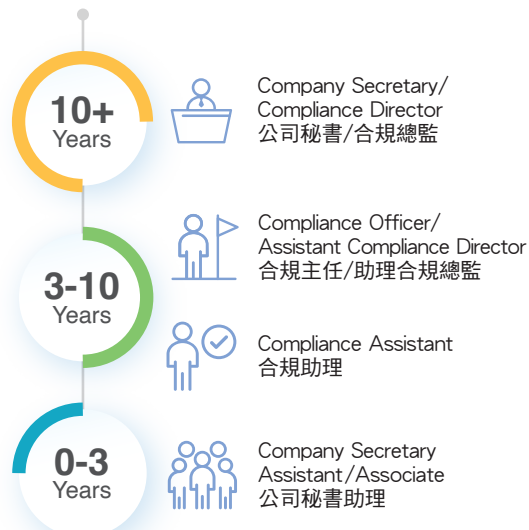 10+
Years
Company Secretary/
Compliance Director
公司秘書/合規總監
3-10
Years
Compliance Officer/
Assistant Compliance Director
合規主任/助理合規總監
Compliance Assistant
合規助理
0-3
Years
Company Secretary
Assistant/Associate
公司秘書助理